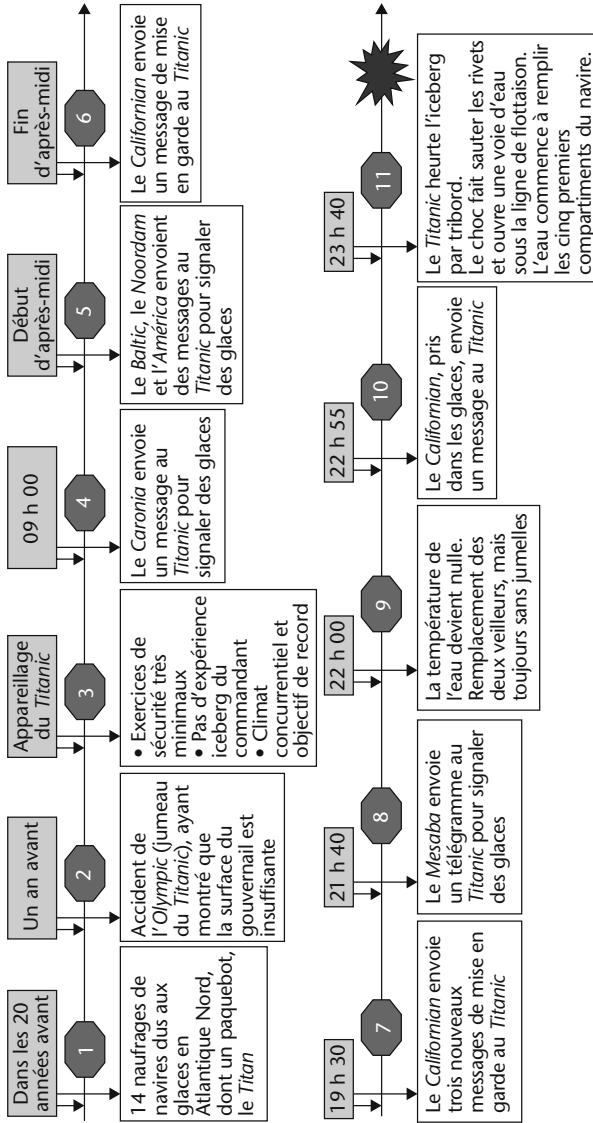 Dans les 20
années avant
1
14 naufrages de
navires dus aux
glaces en
Atlantique Nord,
dont un paquebot,
le Titan
Un an avant
2
Accident de
l'Olympic (jumeau
du Titanic), ayant
montré que
la surface du
gouvernail est
insuffisante
Appareillage
du Titanic
3
• Exercices de
sécurité très
minimaux
• Pas d'expérience
iceberg du
commandant
• Climat
concurrentiel et
objectif de record
09 h 00
4
Le Caronia envoie
un message au
Titanic pour
signaler des glaces
Début
d'après-midi
5
Le Baltic, le Noordam
et l'América envoient
des messages au
Titanic pour signaler
des glaces
Fin
d'après-midi
6
Le Californian envoie
un message de mise
en garde au Titanic
19 h 30
7
Le Californian envoie
trois nouveaux
messages de mise en
garde au Titanic
21 h 40
8
Le Mesaba envoie
un télégramme au
Titanic pour signaler
des glaces
22 h 00
9
La température de
l'eau devient nulle.
Remplacement des
deux veilleurs, mais
toujours sans jumelles
22 h 55
10
Le Californian, pris
dans les glaces, envoie
un message au Titanic
23 h 40
11
Le Titanic heurte l'iceberg
par tribord.
Le choc fait sauter les rivets
et ouvre une voie d'eau
sous la ligne de flottaison.
L'eau commence à remplir
les cinq premiers
compartiments du navire.